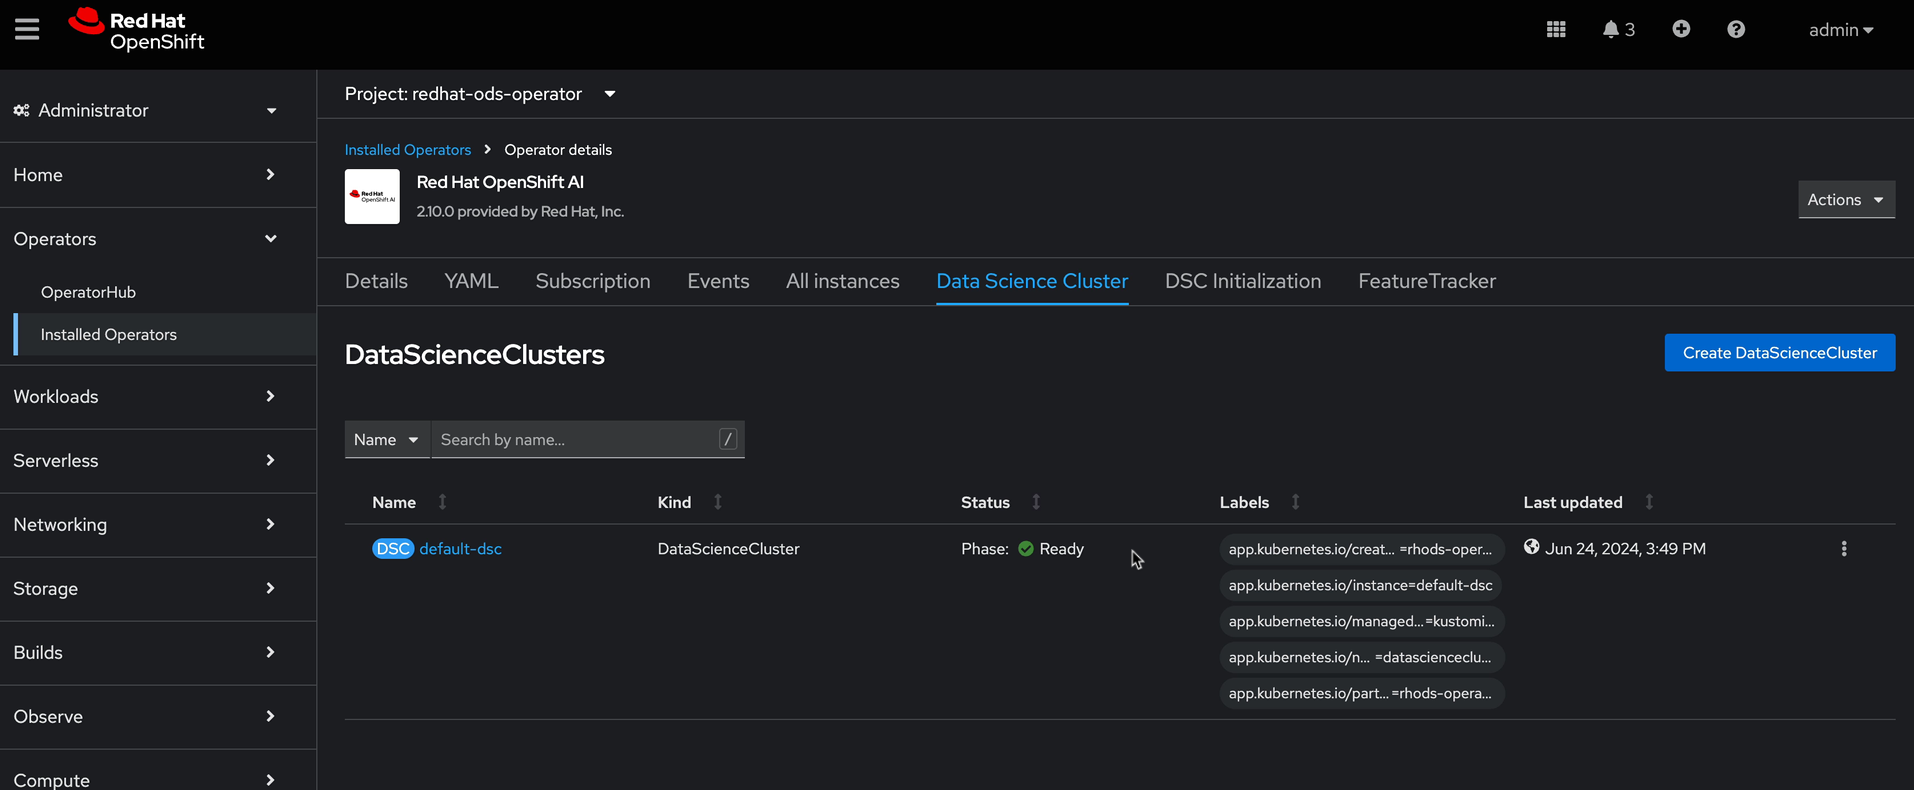 Red Hat
OpenShift
3
admin
Administrator
Home
Operators
OperatorHub
Installed Operators
Workloads
Serverless
Networking
Storage
Builds
Observe
Compute
Project: redhat-ods-operator
Installed Operators > Operator details
Red Hat
OpenShift AI
Red Hat OpenShift AI
2.10.0 provided by Red Hat, Inc.
Actions
Details YAML Subscription Events All instances Data Science Cluster DSC Initialization FeatureTracker
DataScienceClusters
Create DataScienceCluster
Name Search by name... /
Name Kind Status Labels Last updated
DSC default-dsc DataScienceCluster Phase: Ready app.kubernetes.io/creat... =rhods-oper... Jun 24, 2024, 3:49 PM
app.kubernetes.io/instance=default-dsc
app.kubernetes.io/managed...=kustomi...
app.kubernetes.io/n... =datascienceclu...
app.kubernetes.io/part...=rhods-opera...